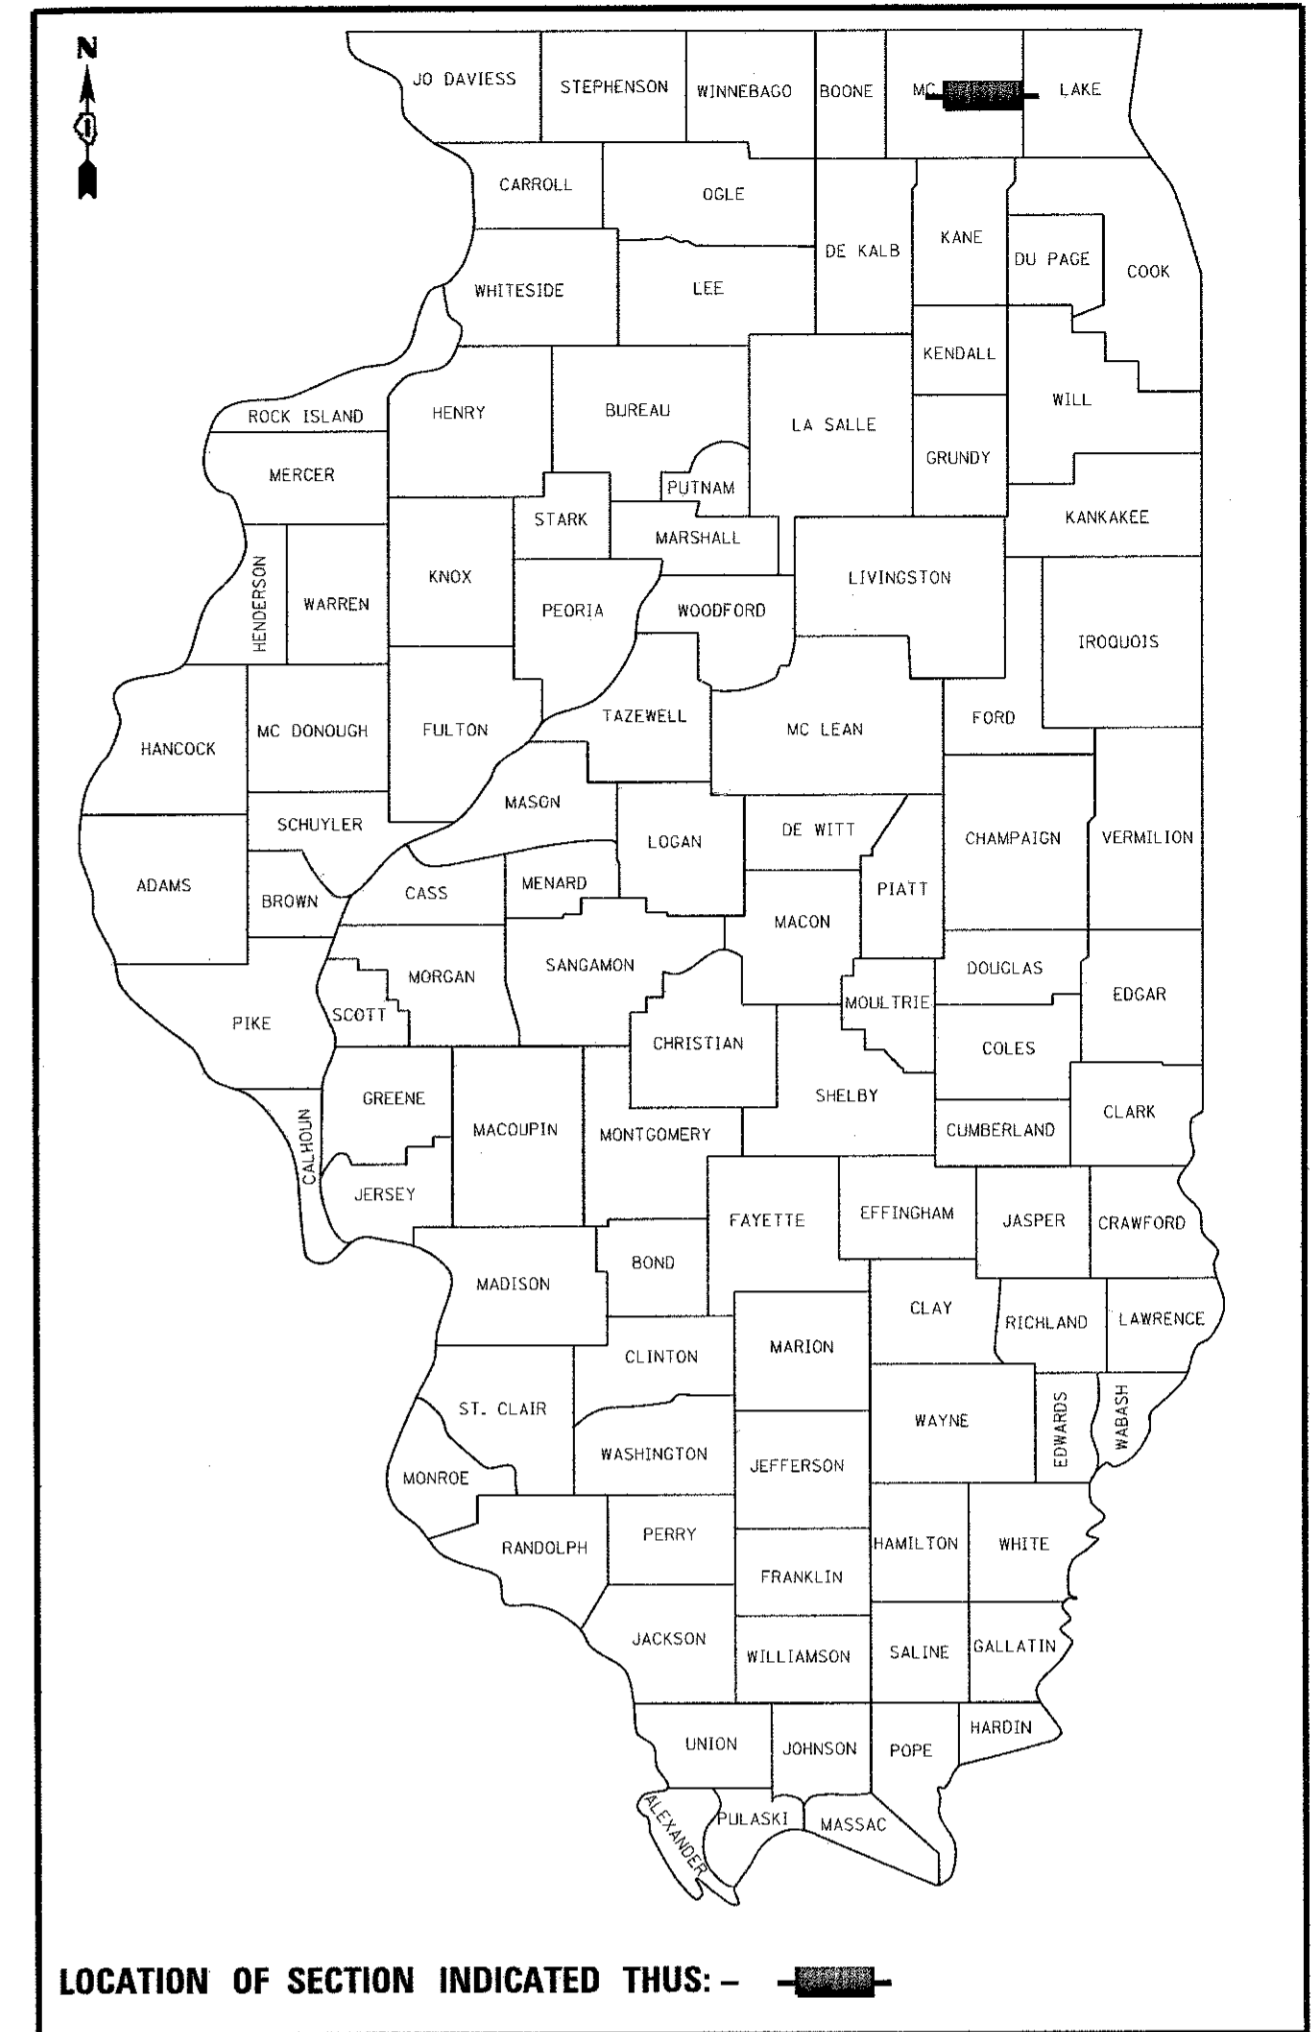 N
JO DAVIESS
STEPHENSON
WINNEBAGO
BOONE
MC
LAKE
CARROLL
OGLE
DE KALB
KANE
DU PAGE
COOK
WHITESIDE
LEE
KENDALL
ROCK ISLAND
HENRY
BUREAU
LA SALLE
WILL
MERCER
PUTNAM
GRUNDY
STARK
MARSHALL
KANKAKEE
HENDERSON
WARREN
KNOX
PEORIA
WOODFORD
LIVINGSTON
IROQUOIS
HANCOCK
MC DONOUGH
FULTON
TAZEWELL
MC LEAN
FORD
SCHUYLER
MASON
LOGAN
DE WITT
CHAMPAIGN
VERMILION
ADAMS
BROWN
CASS
MENARD
MACON
PIATT
PIKE
SCOTT
MORGAN
SANGAMON
CHRISTIAN
MOULTRIE
DOUGLAS
EDGAR
COLES
CALHOUN
GREENE
MACOUPIN
MONTGOMERY
SHELBY
CUMBERLAND
CLARK
JERSEY
FAYETTE
EFFINGHAM
JASPER
CRAWFORD
MADISON
BOND
CLAY
RICHLAND
LAWRENCE
CLINTON
MARION
ST. CLAIR
WAYNE
EDWARDS
WABASH
MONROE
WASHINGTON
JEFFERSON
RANDOLPH
PERRY
FRANKLIN
HAMILTON
WHITE
JACKSON
WILLIAMSON
SALINE
GALLATIN
UNION
JOHNSON
POPE
HARDIN
ALEXANDER
PULASKI
MASSAC
LOCATION OF SECTION INDICATED THUS: –